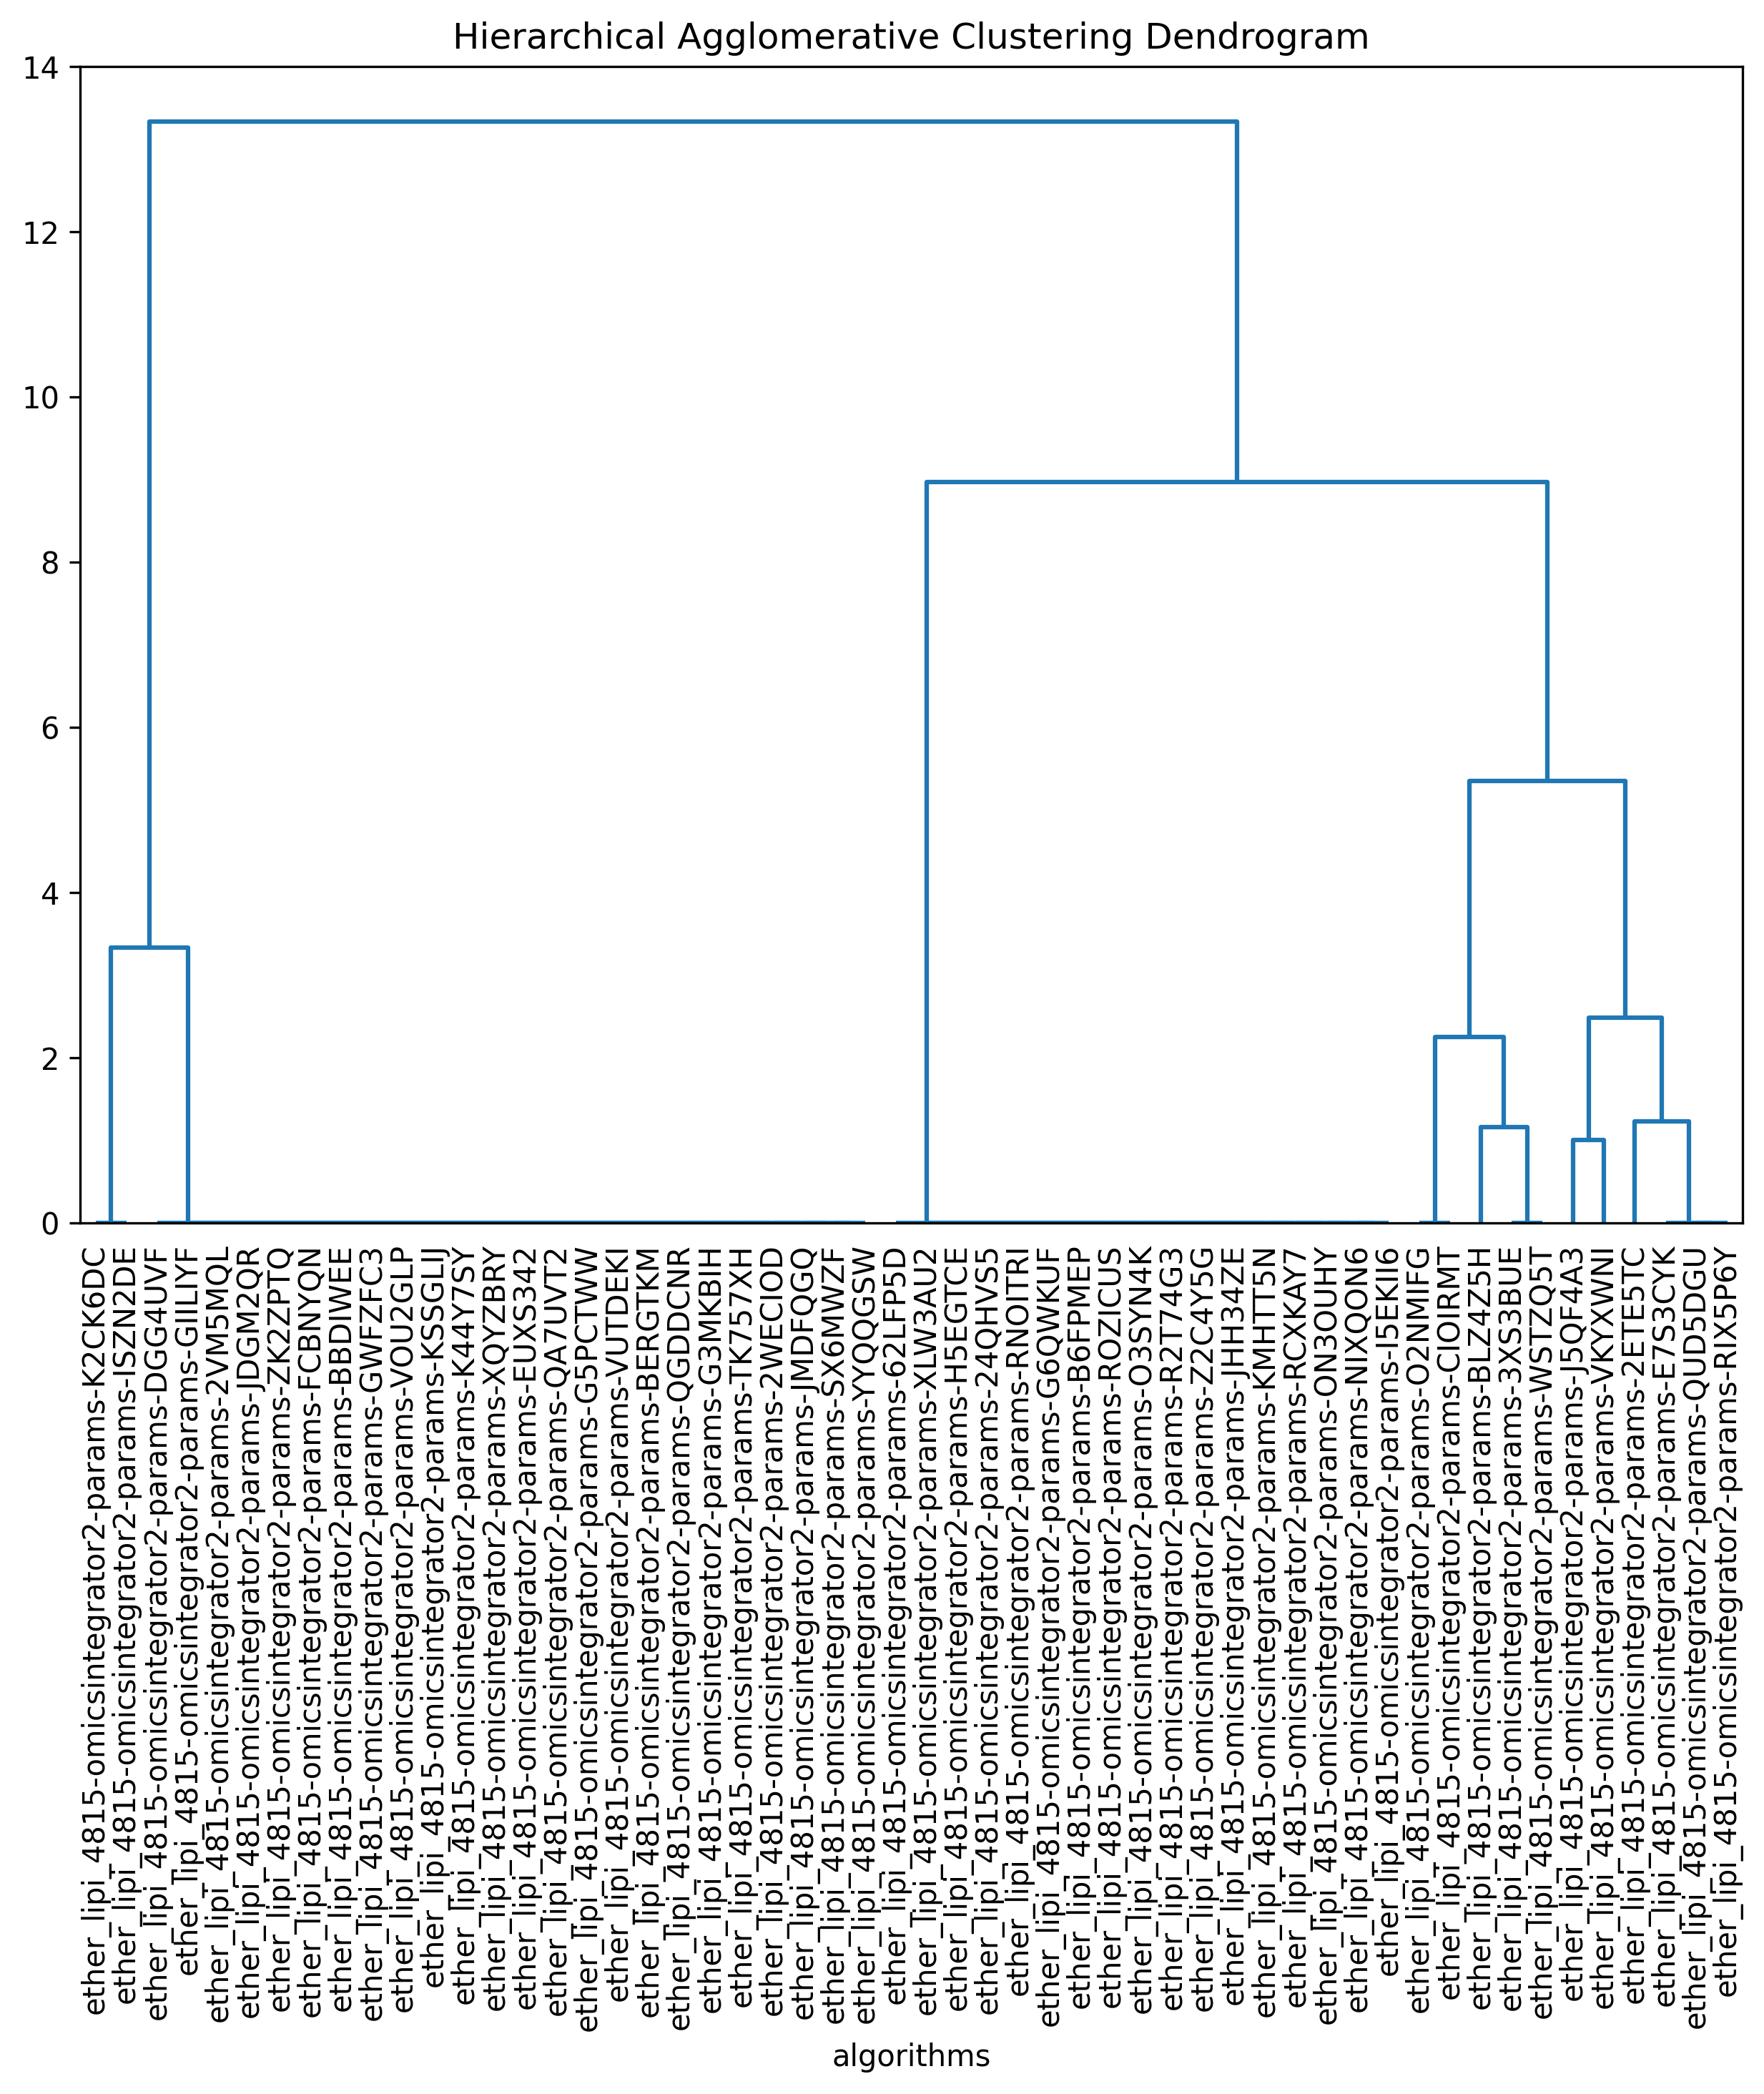 Hierarchical Agglomerative Clustering Dendrogram
14
12
10
8
6
4
2
0
ether_lipi_4815-omicsintegrator2-params-K2CK6DC
ether_lipi_4815-omicsintegrator2-params-ISZN2DE
ether_lipi_4815-omicsintegrator2-params-DGG4UVF
ether_lipi_4815-omicsintegrator2-params-GIILIYF
ether_lipi_4815-omicsintegrator2-params-2VM5MQL
ether_lipi_4815-omicsintegrator2-params-JDGM2QR
ether_lipi_4815-omicsintegrator2-params-ZK2ZPTQ
ether_lipi_4815-omicsintegrator2-params-FCBNYQN
ether_lipi_4815-omicsintegrator2-params-BBDIWEE
ether_lipi_4815-omicsintegrator2-params-GWFZFC3
ether_lipi_4815-omicsintegrator2-params-VOU2GLP
ether_lipi_4815-omicsintegrator2-params-KSSGLIJ
ether_lipi_4815-omicsintegrator2-params-K44Y7SY
ether_lipi_4815-omicsintegrator2-params-XQYZBRY
ether_lipi_4815-omicsintegrator2-params-EUXS342
ether_lipi_4815-omicsintegrator2-params-QA7UVT2
ether_lipi_4815-omicsintegrator2-params-G5PCTWW
ether_lipi_4815-omicsintegrator2-params-VUTDEKI
ether_lipi_4815-omicsintegrator2-params-BERGTKM
ether_lipi_4815-omicsintegrator2-params-QGDDCNR
ether_lipi_4815-omicsintegrator2-params-G3MKBIH
ether_lipi_4815-omicsintegrator2-params-TK757XH
ether_lipi_4815-omicsintegrator2-params-2WECIOD
ether_lipi_4815-omicsintegrator2-params-JMDFQGQ
ether_lipi_4815-omicsintegrator2-params-SX6MWZF
ether_lipi_4815-omicsintegrator2-params-YYQQGSW
ether_lipi_4815-omicsintegrator2-params-62LFP5D
ether_lipi_4815-omicsintegrator2-params-XLW3AU2
ether_lipi_4815-omicsintegrator2-params-H5EGTCE
ether_lipi_4815-omicsintegrator2-params-24QHVS5
ether_lipi_4815-omicsintegrator2-params-RNOITRI
ether_lipi_4815-omicsintegrator2-params-G6QWKUF
ether_lipi_4815-omicsintegrator2-params-B6FPMEP
ether_lipi_4815-omicsintegrator2-params-ROZICUS
ether_lipi_4815-omicsintegrator2-params-O3SYN4K
ether_lipi_4815-omicsintegrator2-params-R2T74G3
ether_lipi_4815-omicsintegrator2-params-Z2C4Y5G
ether_lipi_4815-omicsintegrator2-params-JHH34ZE
ether_lipi_4815-omicsintegrator2-params-KMHTT5N
ether_lipi_4815-omicsintegrator2-params-RCXKAY7
ether_lipi_4815-omicsintegrator2-params-ON3OUHY
ether_lipi_4815-omicsintegrator2-params-NIXQON6
ether_lipi_4815-omicsintegrator2-params-I5EKII6
ether_lipi_4815-omicsintegrator2-params-O2NMIFG
ether_lipi_4815-omicsintegrator2-params-CIOIRMT
ether_lipi_4815-omicsintegrator2-params-BLZ4Z5H
ether_lipi_4815-omicsintegrator2-params-3XS3BUE
ether_lipi_4815-omicsintegrator2-params-WSTZQ5T
ether_lipi_4815-omicsintegrator2-params-J5QF4A3
ether_lipi_4815-omicsintegrator2-params-VKYXWNI
ether_lipi_4815-omicsintegrator2-params-2ETE5TC
ether_lipi_4815-omicsintegrator2-params-E7S3CYK
ether_lipi_4815-omicsintegrator2-params-QUD5DGU
ether_lipi_4815-omicsintegrator2-params-RIX5P6Y
algorithms